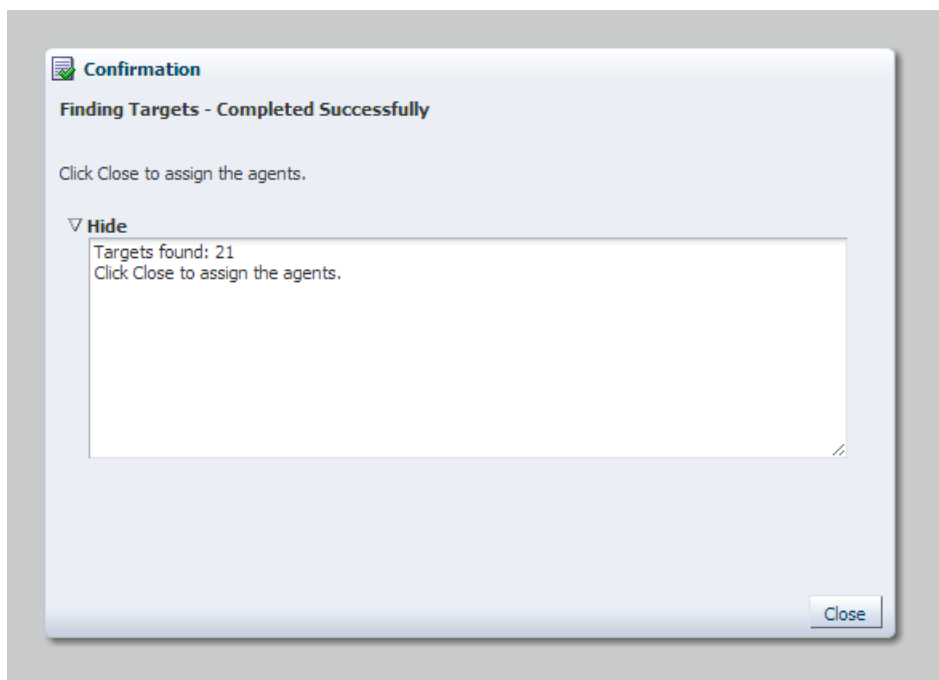 Confirmation
Finding Targets - Completed Successfully
Click Close to assign the agents.
Hide
Targets found: 21
Click Close to assign the agents.
Close